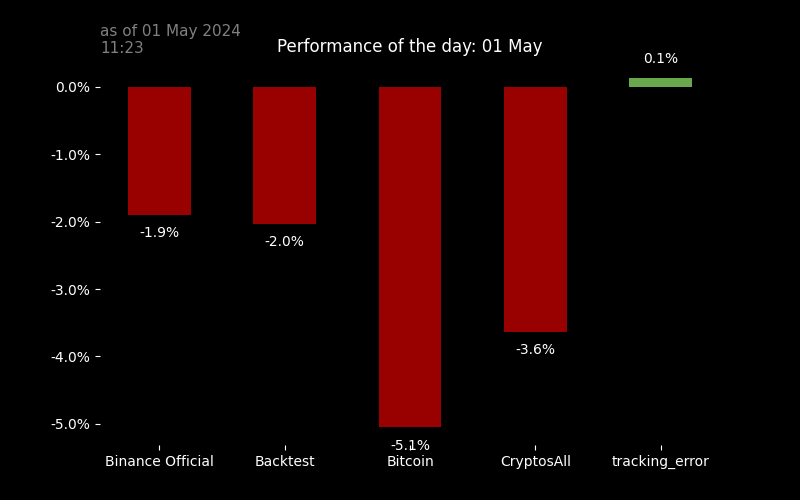 as of 01 May 2024
11:23
Performance of the day: 01 May
0.1%
0.0%
-1.0%
-2.0%
-3.0%
-4.0%
-5.0%
-1.9%
-2.0%
-5.1%
-3.6%
Binance Official
Backtest
Bitcoin
CryptosAll
tracking_error